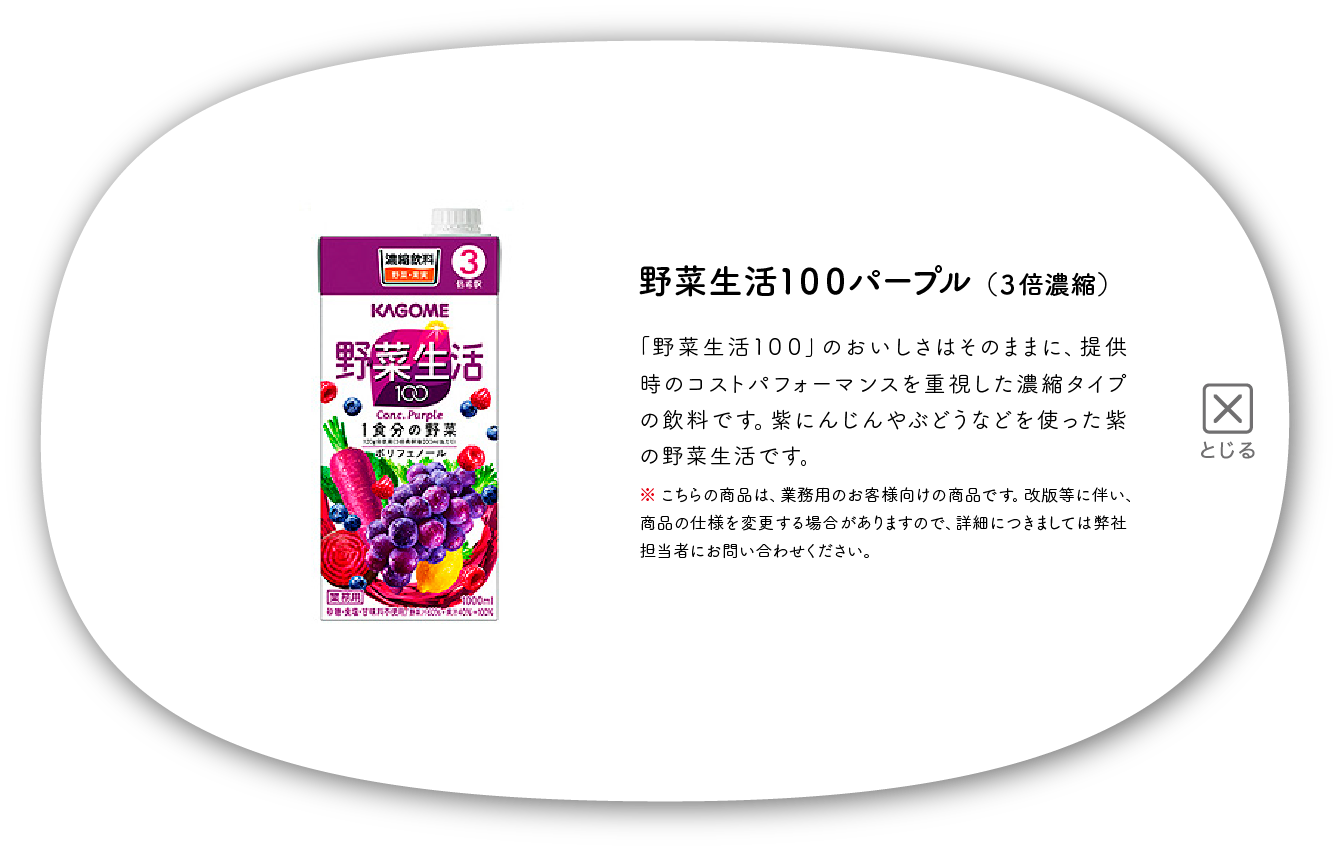 濃縮飲料
野菜・果実
3
倍希釈
KAGOME
野菜生活
100
Conc. Purple
1食分の野菜
ポリフェノール
業務用
1000ml
砂糖・食塩・甘味料不使用
野菜生活100パープル（3倍濃縮）
「野菜生活100」のおいしさはそのままに、提供
時のコストパフォーマンスを重視した濃縮タイプ
の飲料です。紫にんじんやぶどうなどを使った紫
の野菜生活です。
※ こちらの商品は、業務用のお客様向けの商品です。改版等に伴い、
商品の仕様を変更する場合がありますので、詳細につきましては弊社
担当者にお問い合わせください。
とじる